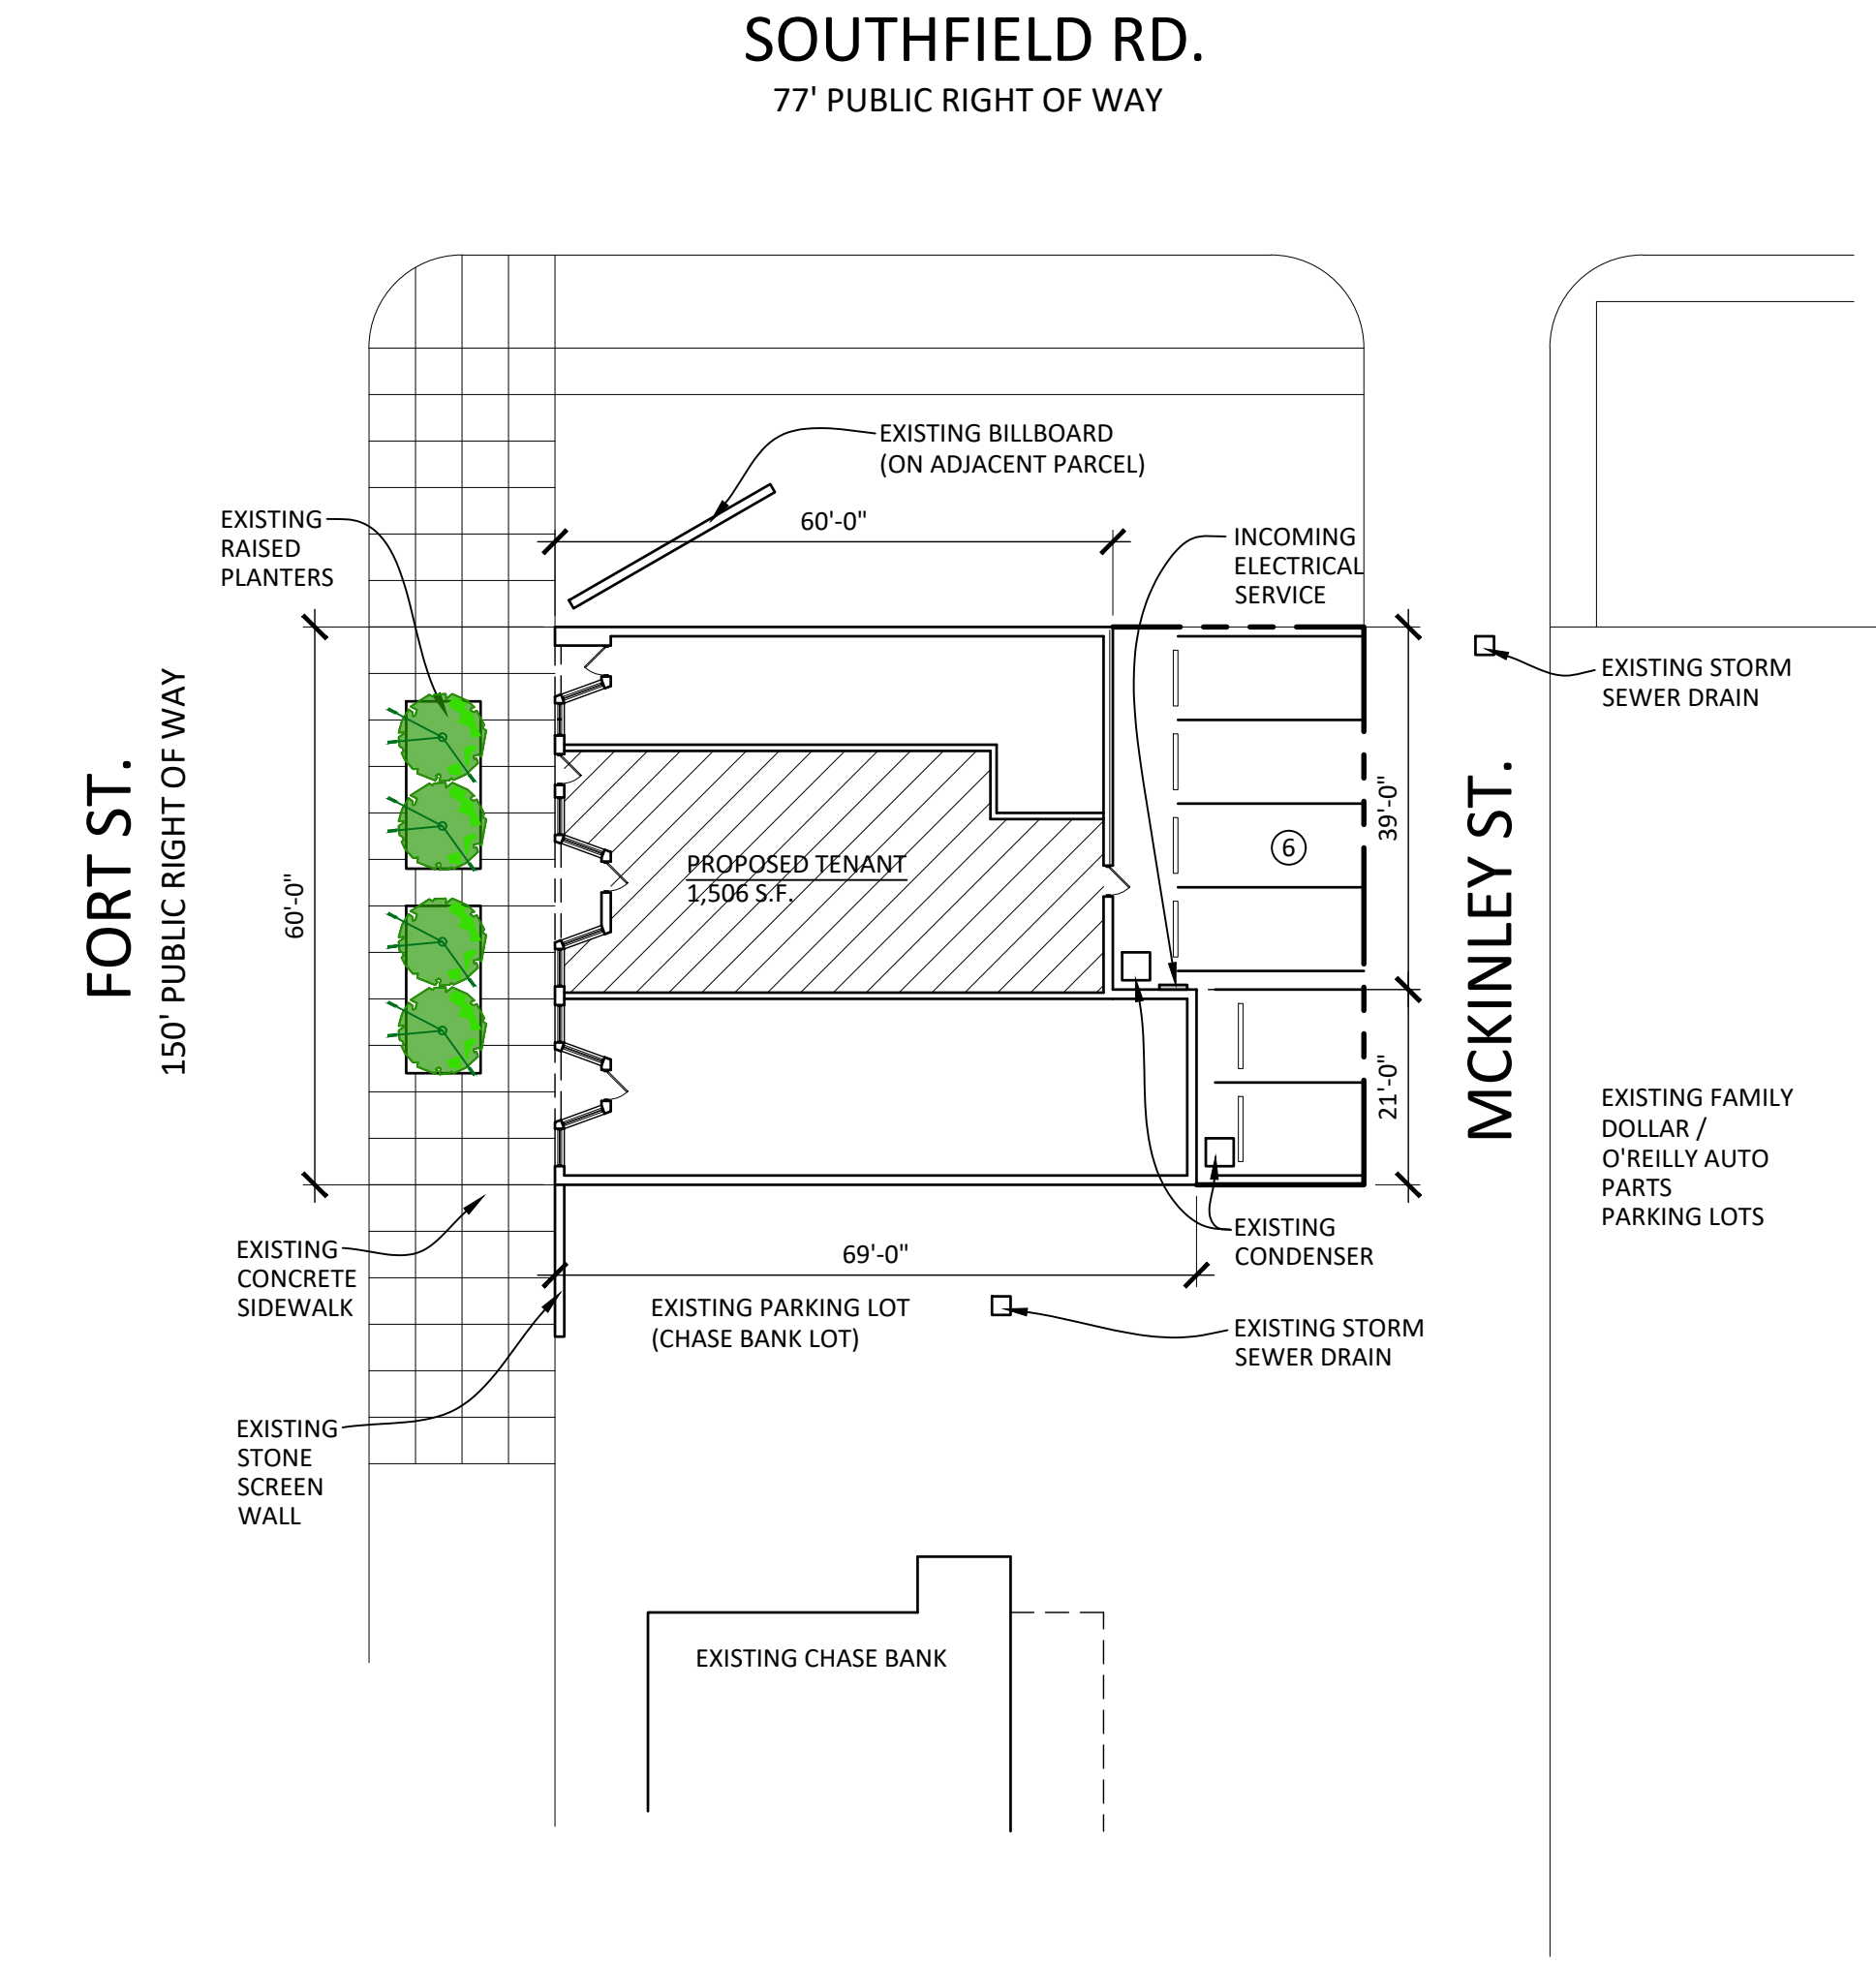 SOUTHFIELD RD.
77' PUBLIC RIGHT OF WAY
EXISTING BILLBOARD
(ON ADJACENT PARCEL)
60'-0"
EXISTING
RAISED
PLANTERS
INCOMING
ELECTRICAL
SERVICE
EXISTING STORM
SEWER DRAIN
FORT ST.
150' PUBLIC RIGHT OF WAY
60'-0"
PROPOSED TENANT
1,506 S.F.
6
39'-0"
21'-0"
MCKINLEY ST.
EXISTING FAMILY
DOLLAR /
O'REILLY AUTO
PARTS
PARKING LOTS
EXISTING
CONDENSER
69'-0"
EXISTING
CONCRETE
SIDEWALK
EXISTING PARKING LOT
(CHASE BANK LOT)
EXISTING STORM
SEWER DRAIN
EXISTING
STONE
SCREEN
WALL
EXISTING CHASE BANK